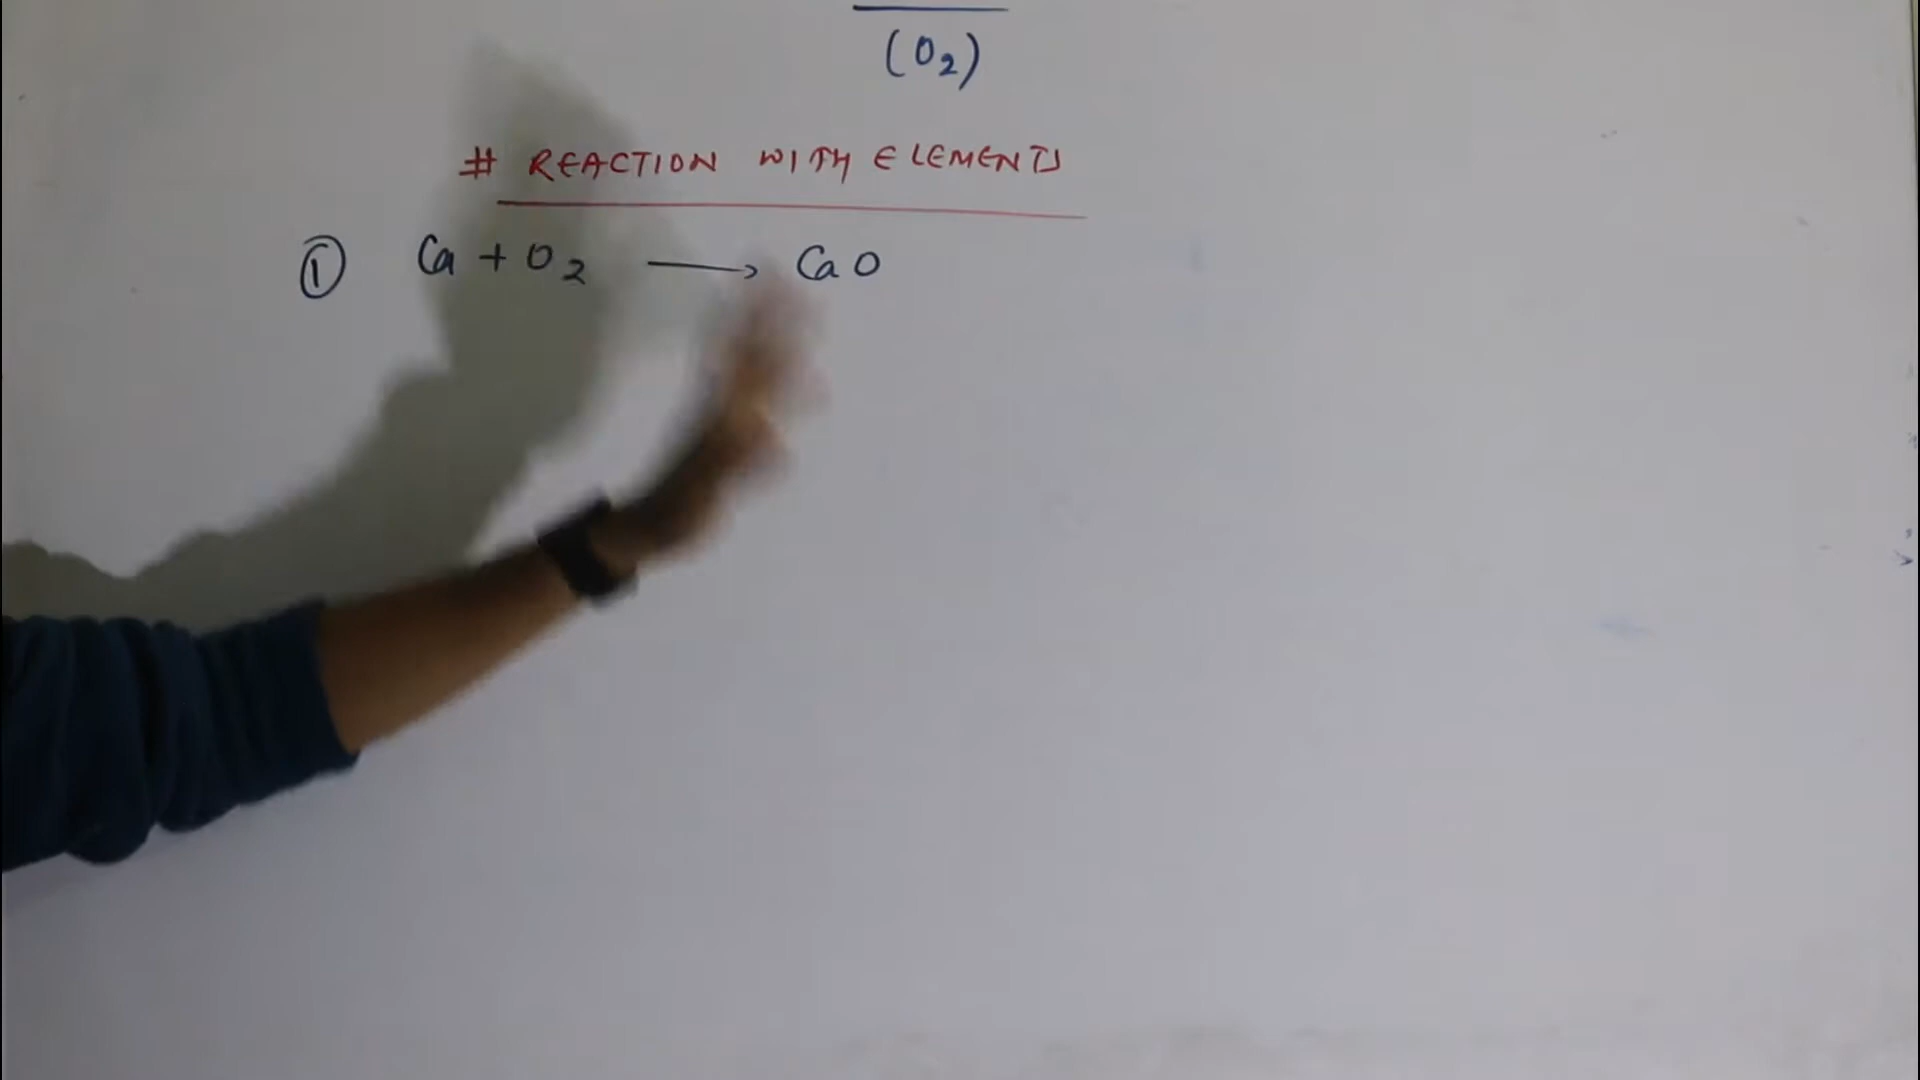 (O₂)
# REACTION WITH ELEMENTS
① Ca + O₂ ⟶ CaO